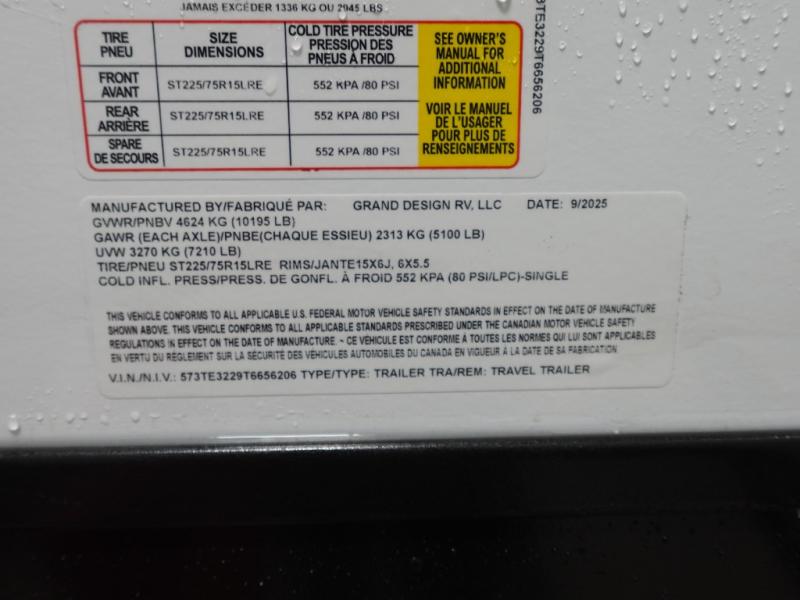 JAMAIS EXCÉDER 1336 KG OU 2945 LBS
TIRE PNEU SIZE DIMENSIONS COLD TIRE PRESSURE PRESSION DES PNEUS À FROID
FRONT AVANT ST225/75R15LRE 552 KPA /80 PSI
REAR ARRIÈRE ST225/75R15LRE 552 KPA /80 PSI
SPARE DE SECOURS ST225/75R15LRE 552 KPA /80 PSI
SEE OWNER'S
MANUAL FOR
ADDITIONAL
INFORMATION
VOIR LE MANUEL
DE L'USAGER
POUR PLUS DE
RENSEIGNEMENTS
MANUFACTURED BY/FABRIQUÉ PAR: GRAND DESIGN RV, LLC DATE: 9/2025
GVWR/PNBV 4624 KG (10195 LB)
GAWR (EACH AXLE)/PNBE(CHAQUE ESSIEU) 2313 KG (5100 LB)
UVW 3270 KG (7210 LB)
TIRE/PNEU ST225/75R15LRE RIMS/JANTE15X6J, 6X5.5
COLD INFL. PRESS/PRESS. DE GONFL. À FROID 552 KPA (80 PSI/LPC)-SINGLE
THIS VEHICLE CONFORMS TO ALL APPLICABLE U.S. FEDERAL MOTOR VEHICLE SAFETY STANDARDS IN EFFECT ON THE DATE OF MANUFACTURE
SHOWN ABOVE. THIS VEHICLE CONFORMS TO ALL APPLICABLE STANDARDS PRESCRIBED UNDER THE CANADIAN MOTOR VEHICLE SAFETY
REGULATIONS IN EFFECT ON THE DATE OF MANUFACTURE. ~ CE VÉHICULE EST CONFORME À TOUTES LES NORMES QUI LUI SONT APPLICABLES
EN VERTU DU RÈGLEMENT SUR LA SÉCURITÉ DES VÉHICULES AUTOMOBILES DU CANADA EN VIGUEUR À LA DATE DE SA FABRICATION
V.I.N./N.I.V.: 573TE3229T6656206 TYPE/TYPE: TRAILER TRA/REM: TRAVEL TRAILER